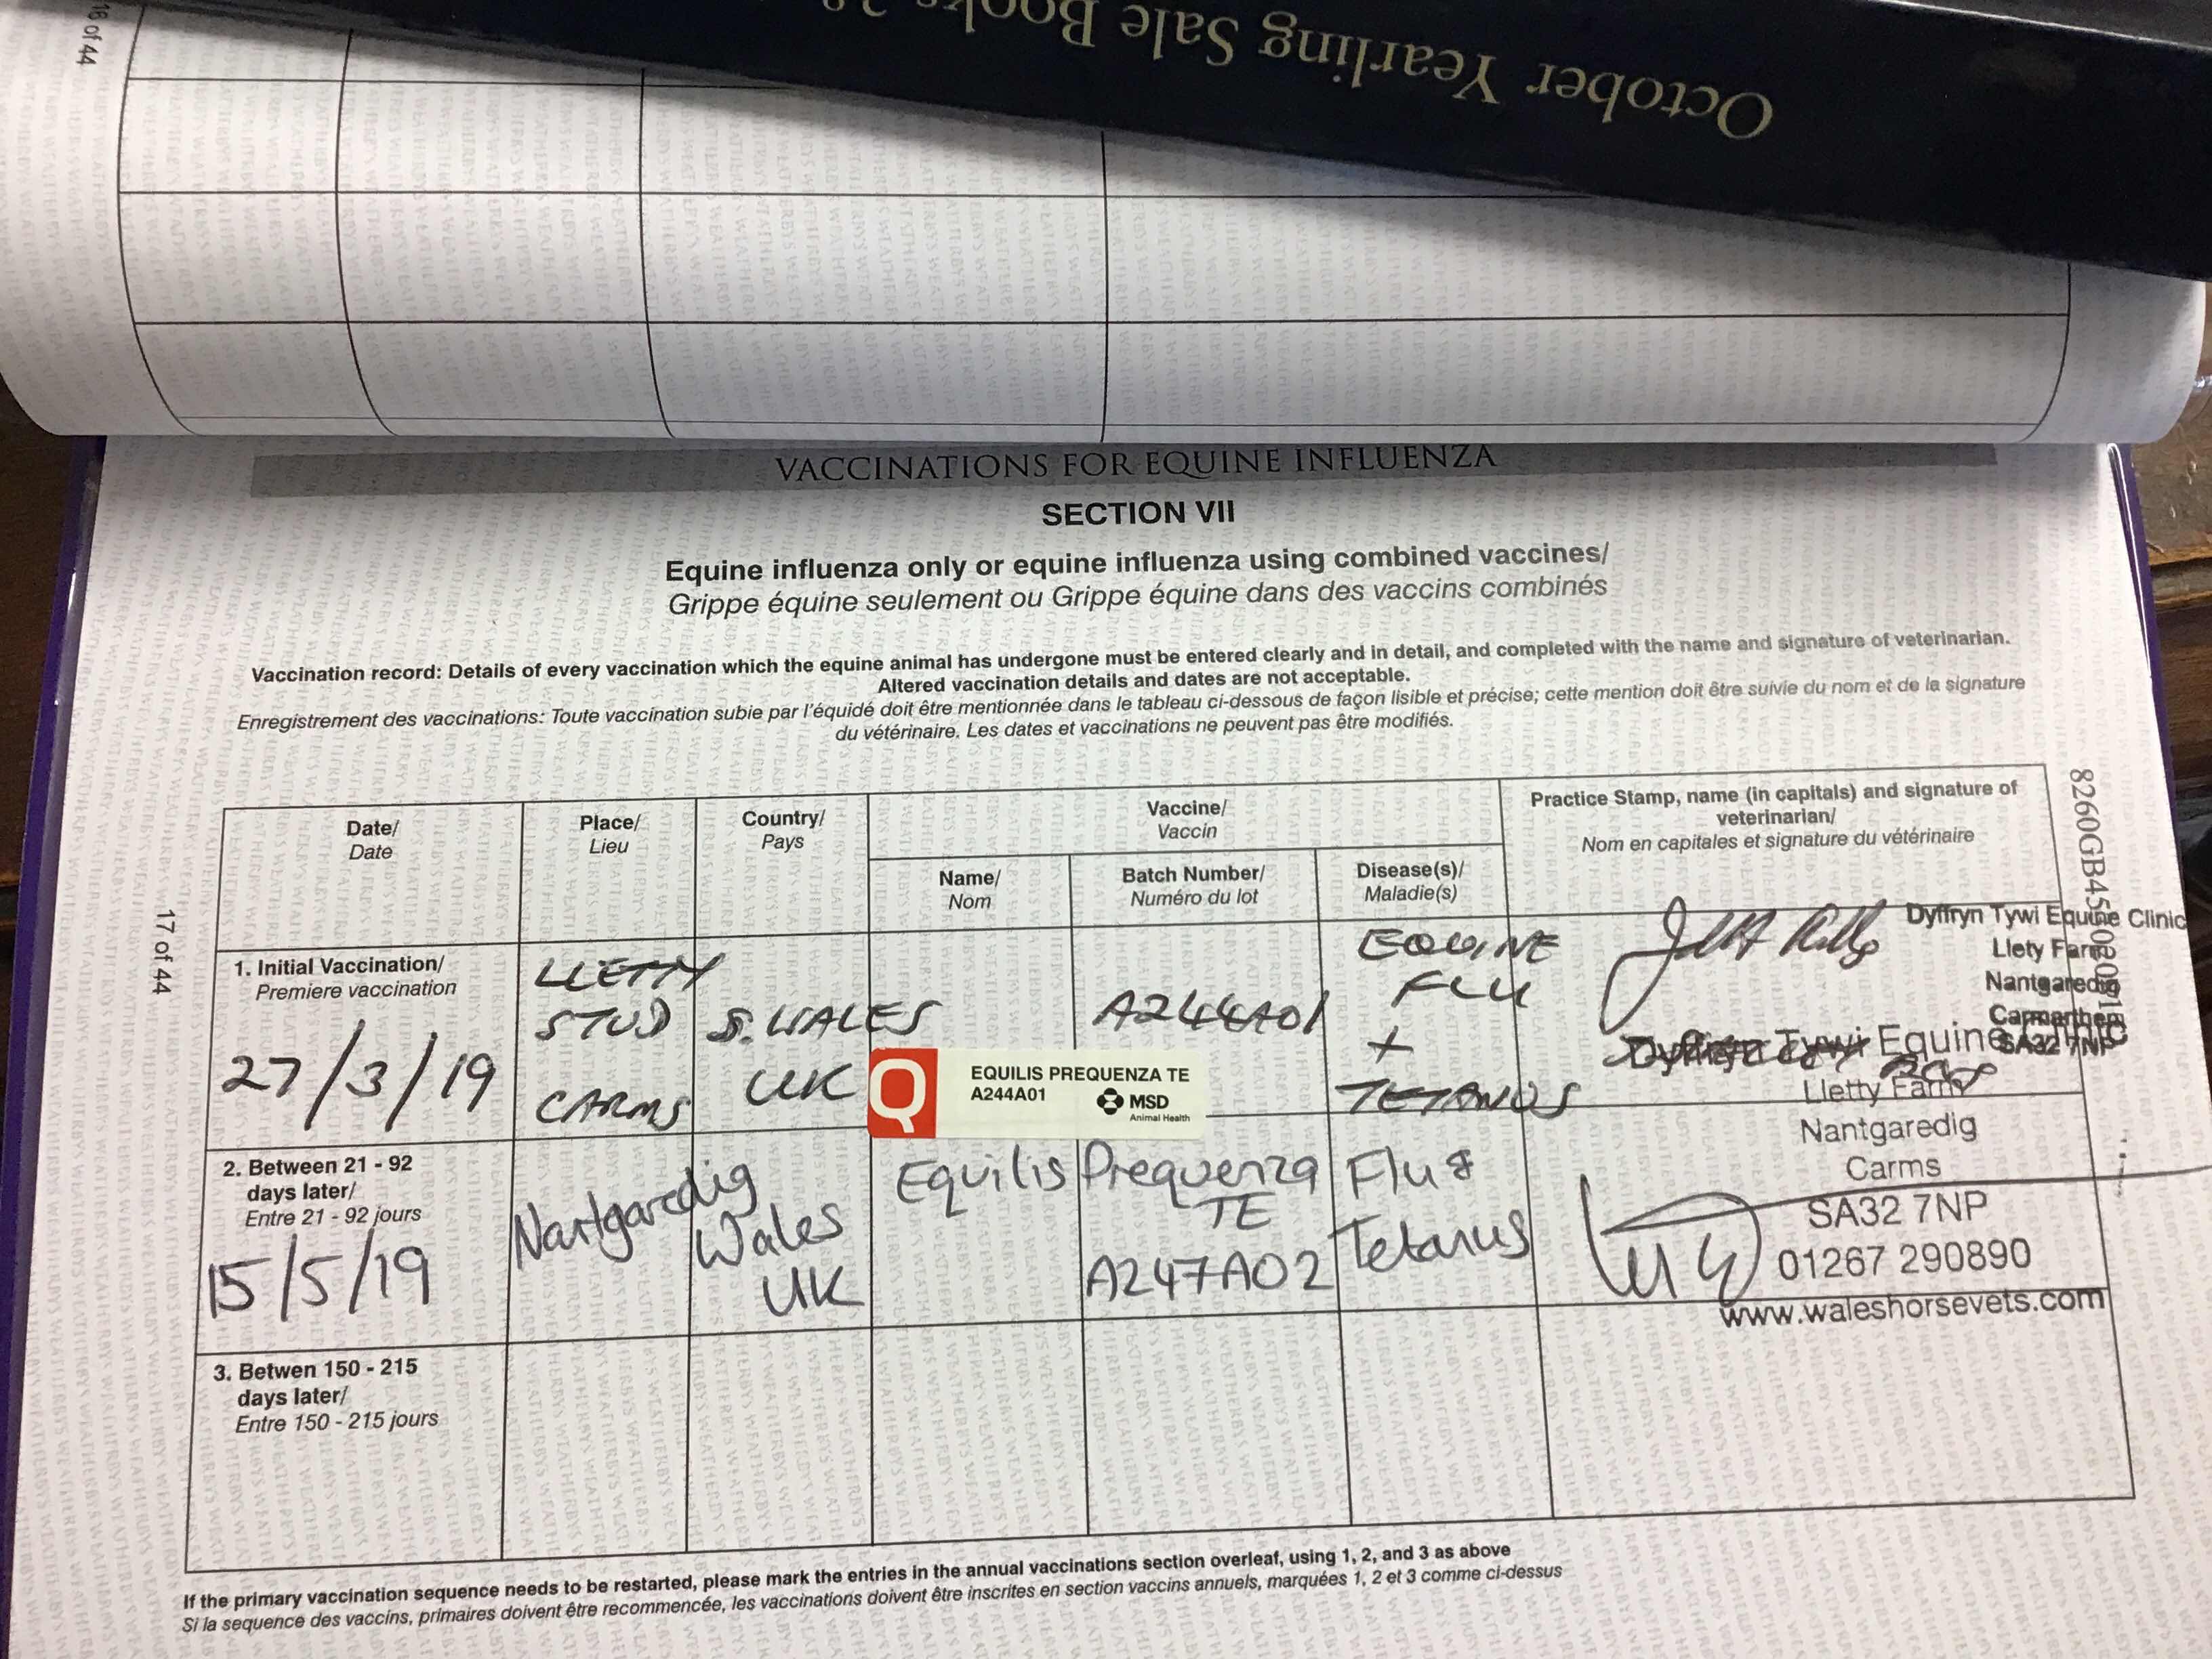 October Yearling Sale Book
16 of 44
VACCINATIONS FOR EQUINE INFLUENZA
SECTION VII
Equine influenza only or equine influenza using combined vaccines/
Grippe équine seulement ou Grippe équine dans des vaccins combinés
Vaccination record: Details of every vaccination which the equine animal has undergone must be entered clearly and in detail, and completed with the name and signature of veterinarian.
Altered vaccination details and dates are not acceptable.
Enregistrement des vaccinations: Toute vaccination subie par l'équidé doit être mentionnée dans le tableau ci-dessous de façon lisible et précise; cette mention doit être suivie du nom et de la signature
du vétérinaire. Les dates et vaccinations ne peuvent pas être modifiés.
17 of 44
Date/
Date
Place/
Lieu
Country/
Pays
Vaccine/
Vaccin
Name/
Nom
Batch Number/
Numéro du lot
Disease(s)/
Maladie(s)
Practice Stamp, name (in capitals) and signature of
veterinarian/
Nom en capitales et signature du vétérinaire
1. Initial Vaccination/
Premiere vaccination
27/3/19
LLETTY
STUD
CARMS
S. WALES
UK
A244A01
EQUILIS PREQUENZA TE
A244A01
MSD
Animal Health
EQUINE
FLU
+
TETANUS
Dyffryn Tywi Equine Clinic
Llety Farm
Nantgaredig
Carmarthen
SA32 7NP
2. Between 21 - 92
days later/
Entre 21 - 92 jours
15/5/19
Nantgaredig
Wales
UK
Equilis Prequenza
TE
A247A02
Flu &
Tetanus
Dyffryn Tywi Equine Clinic
Lletty Farm
Nantgaredig
Carms
SA32 7NP
01267 290890
www.waleshorsevets.com
3. Betwen 150 - 215
days later/
Entre 150 - 215 jours
If the primary vaccination sequence needs to be restarted, please mark the entries in the annual vaccinations section overleaf, using 1, 2, and 3 as above
Si la sequence des vaccins, primaires doivent être recommencée, les vaccinations doivent être inscrites en section vaccins annuels, marquées 1, 2 et 3 comme ci-dessus